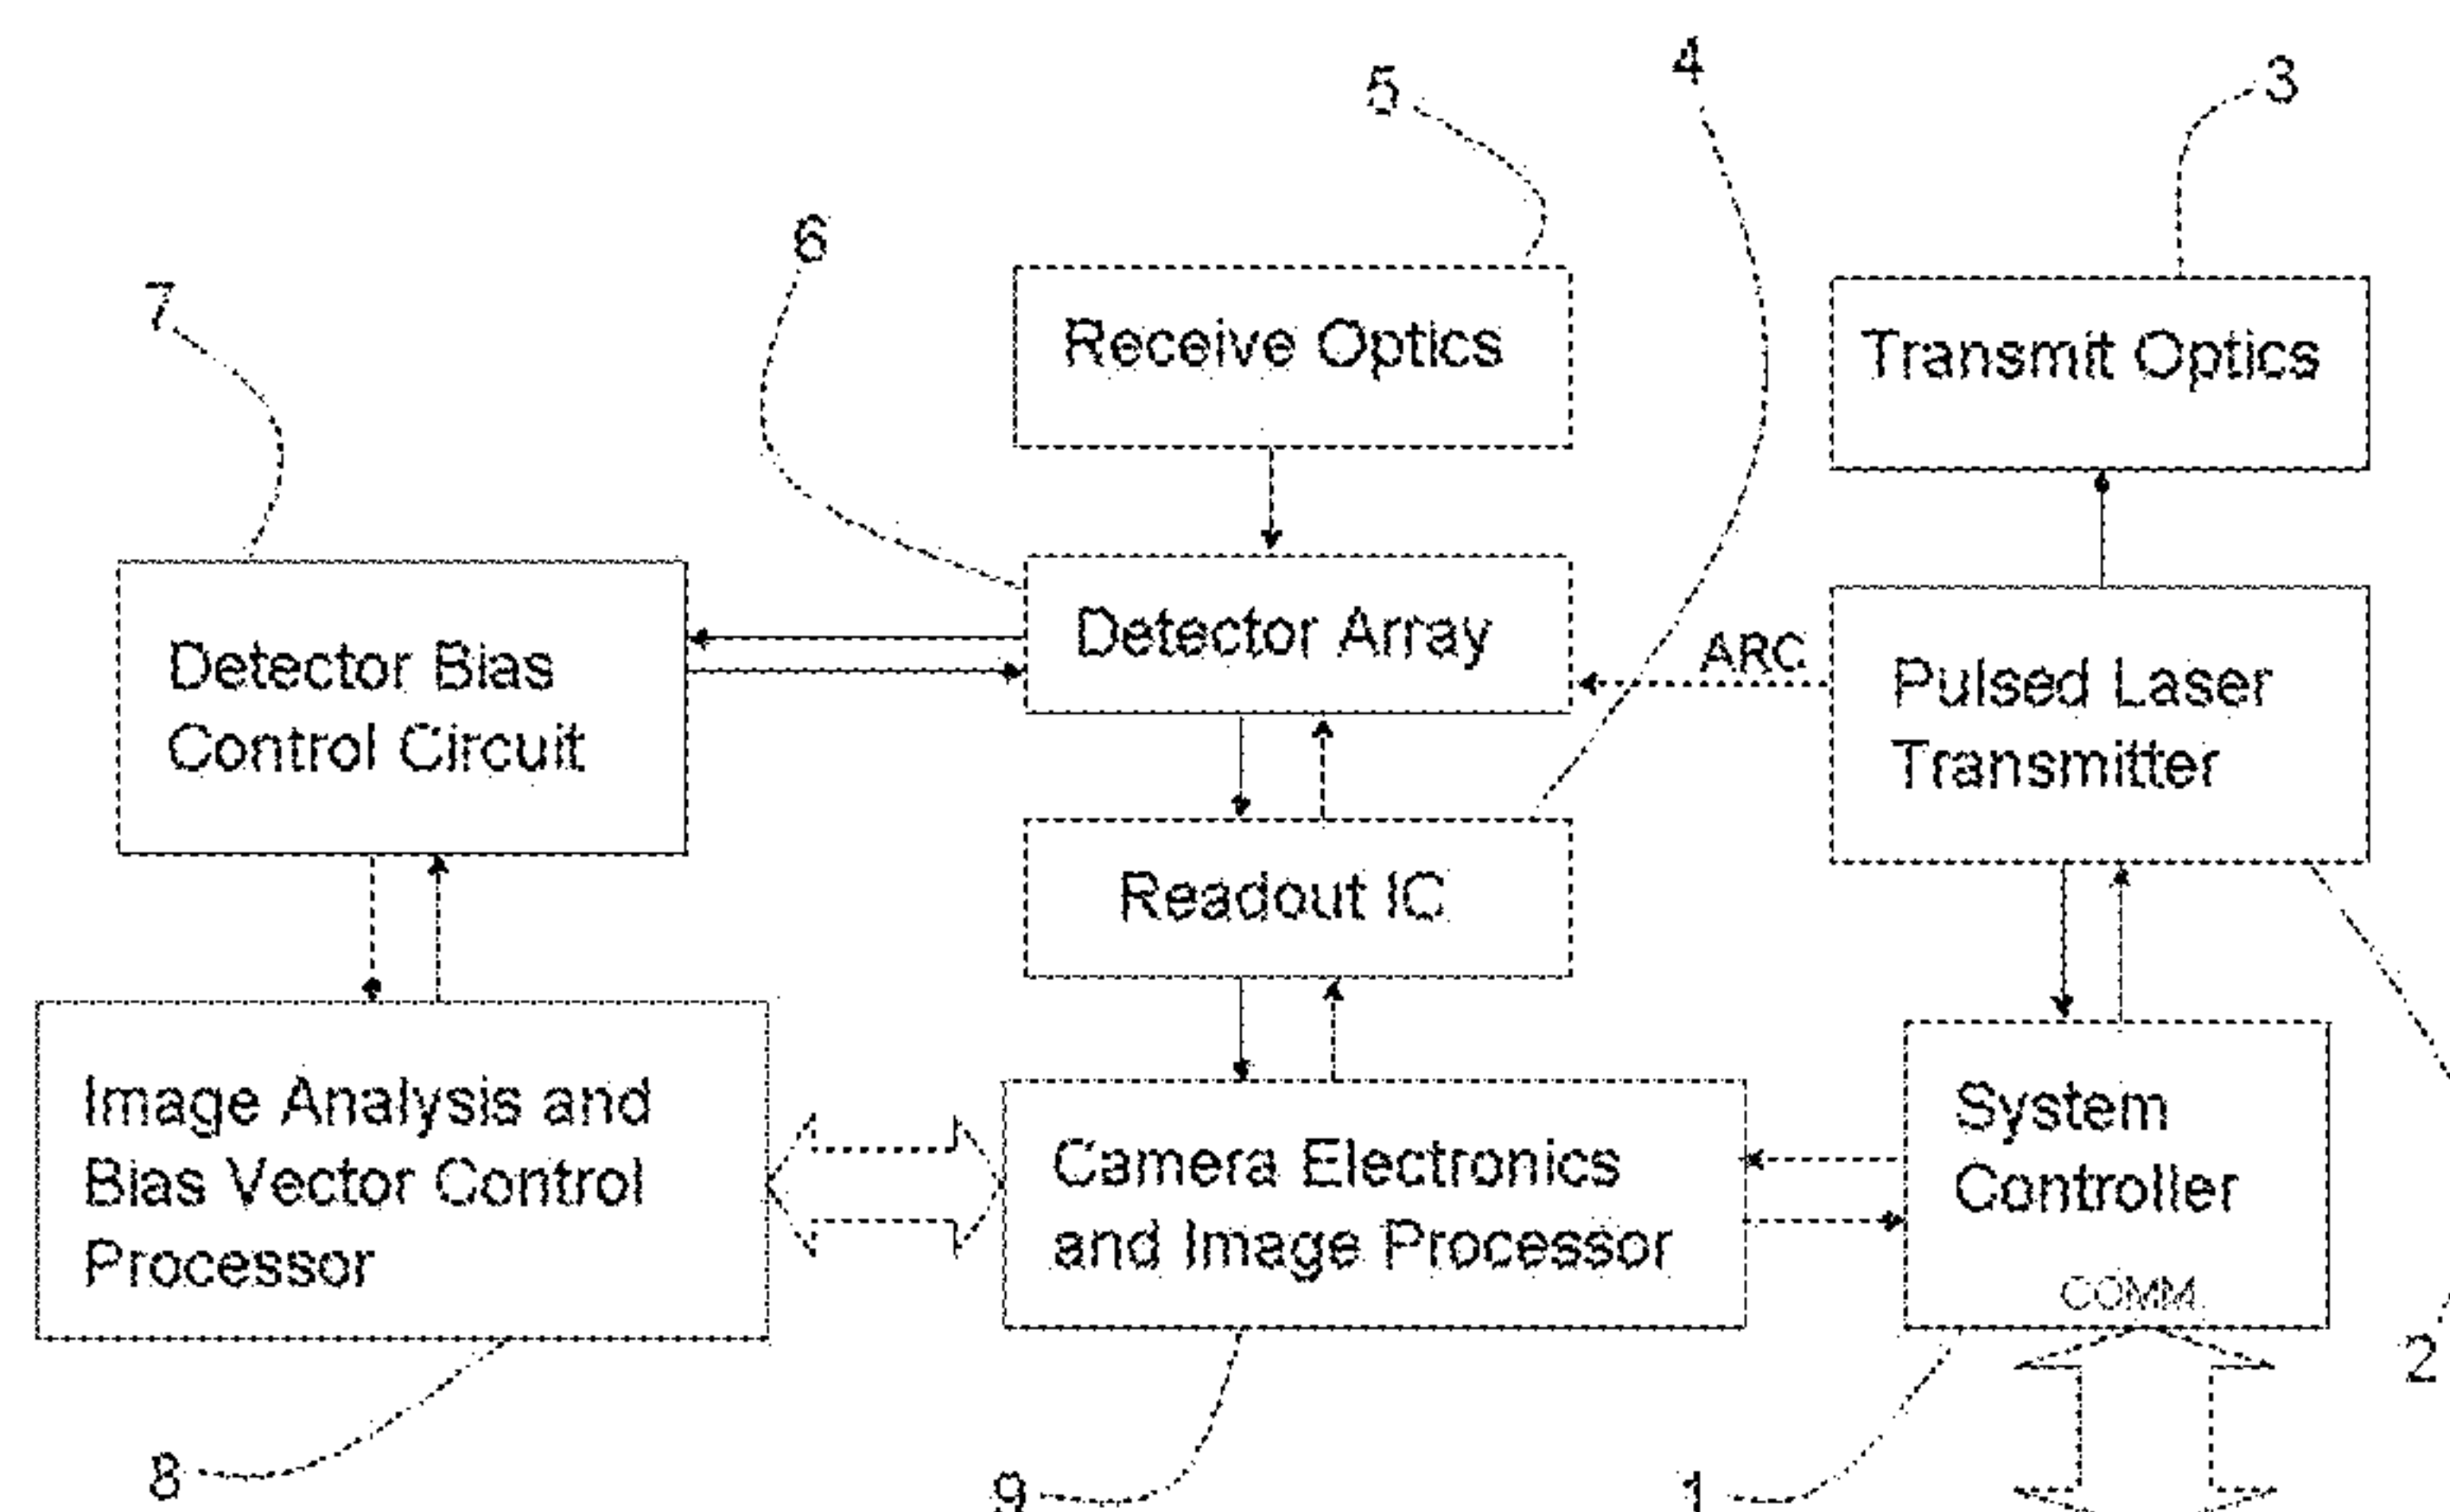 4
5
3
6
7
Receive Optics
Transmit Optics
Detector Array
ARC
Detector Bias
Control Circuit
Pulsed Laser
Transmitter
Readout IC
Image Analysis and
Bias Vector Control
Processor
Camera Electronics
and Image Processor
System
Controller
COMM.
2
8
9
1